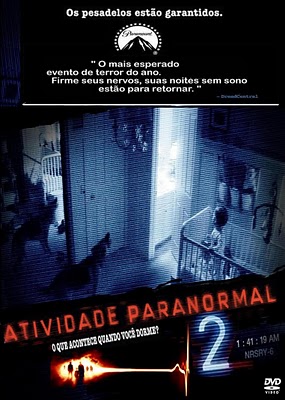 Os pesadelos estão garantidos.
Paramount
" O mais esperado
evento de terror do ano.
Firme seus nervos, suas noites sem sono
estão para retornar. "
~ BreadCentral
ATIVIDADE PARANORMAL
2
O QUE ACONTECE QUANDO VOCÊ DORME?
1:41:19 AM
NRSRY-6
DVD
VIDEO